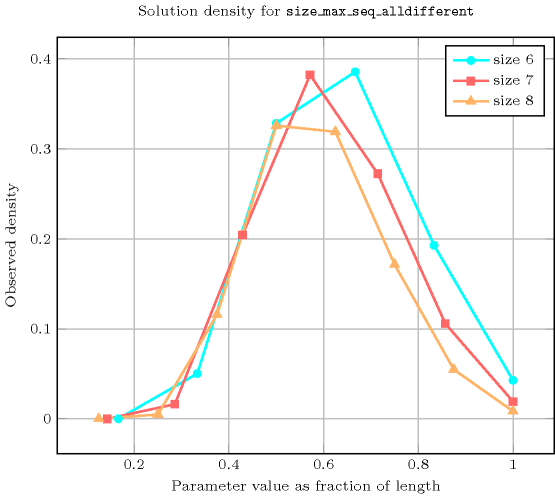 Solution density for size_max_seq_alldifferent
size 6
size 7
size 8
0.4
0.3
0.2
0.1
0
Observed density
0.2 0.4 0.6 0.8 1
Parameter value as fraction of length